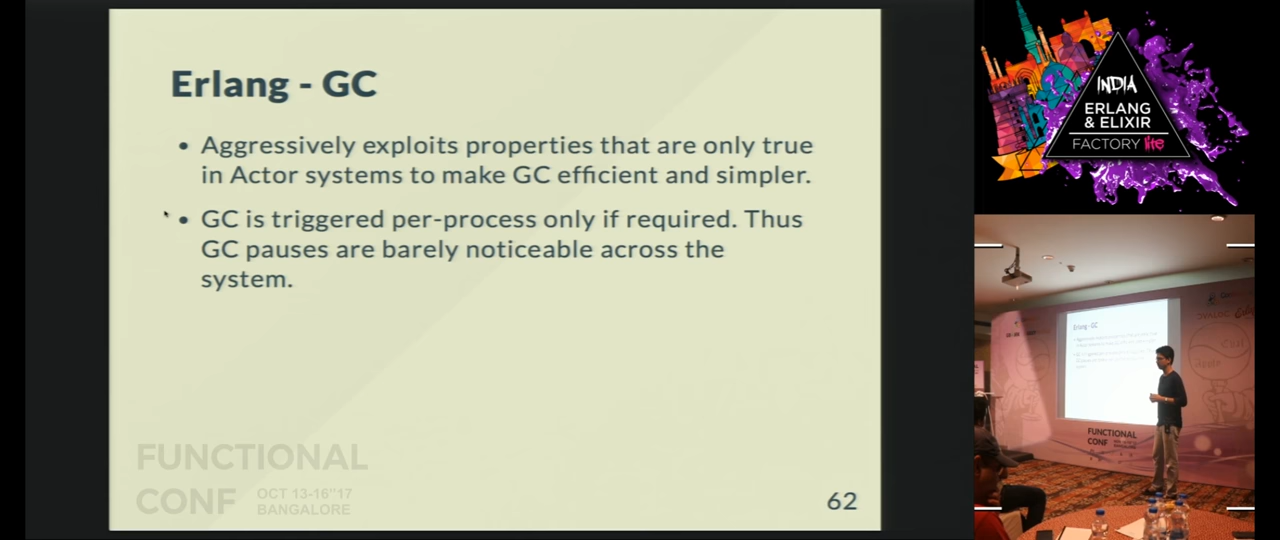 Erlang - GC
• Aggressively exploits properties that are only true
in Actor systems to make GC efficient and simpler.
• GC is triggered per-process only if required. Thus
GC pauses are barely noticeable across the
system.
FUNCTIONAL
CONF OCT 13-16"17
BANGALORE
62
INDIA
ERLANG
& ELIXIR
FACTORY lite
Erlang - GC
FUNCTIONAL
CONF